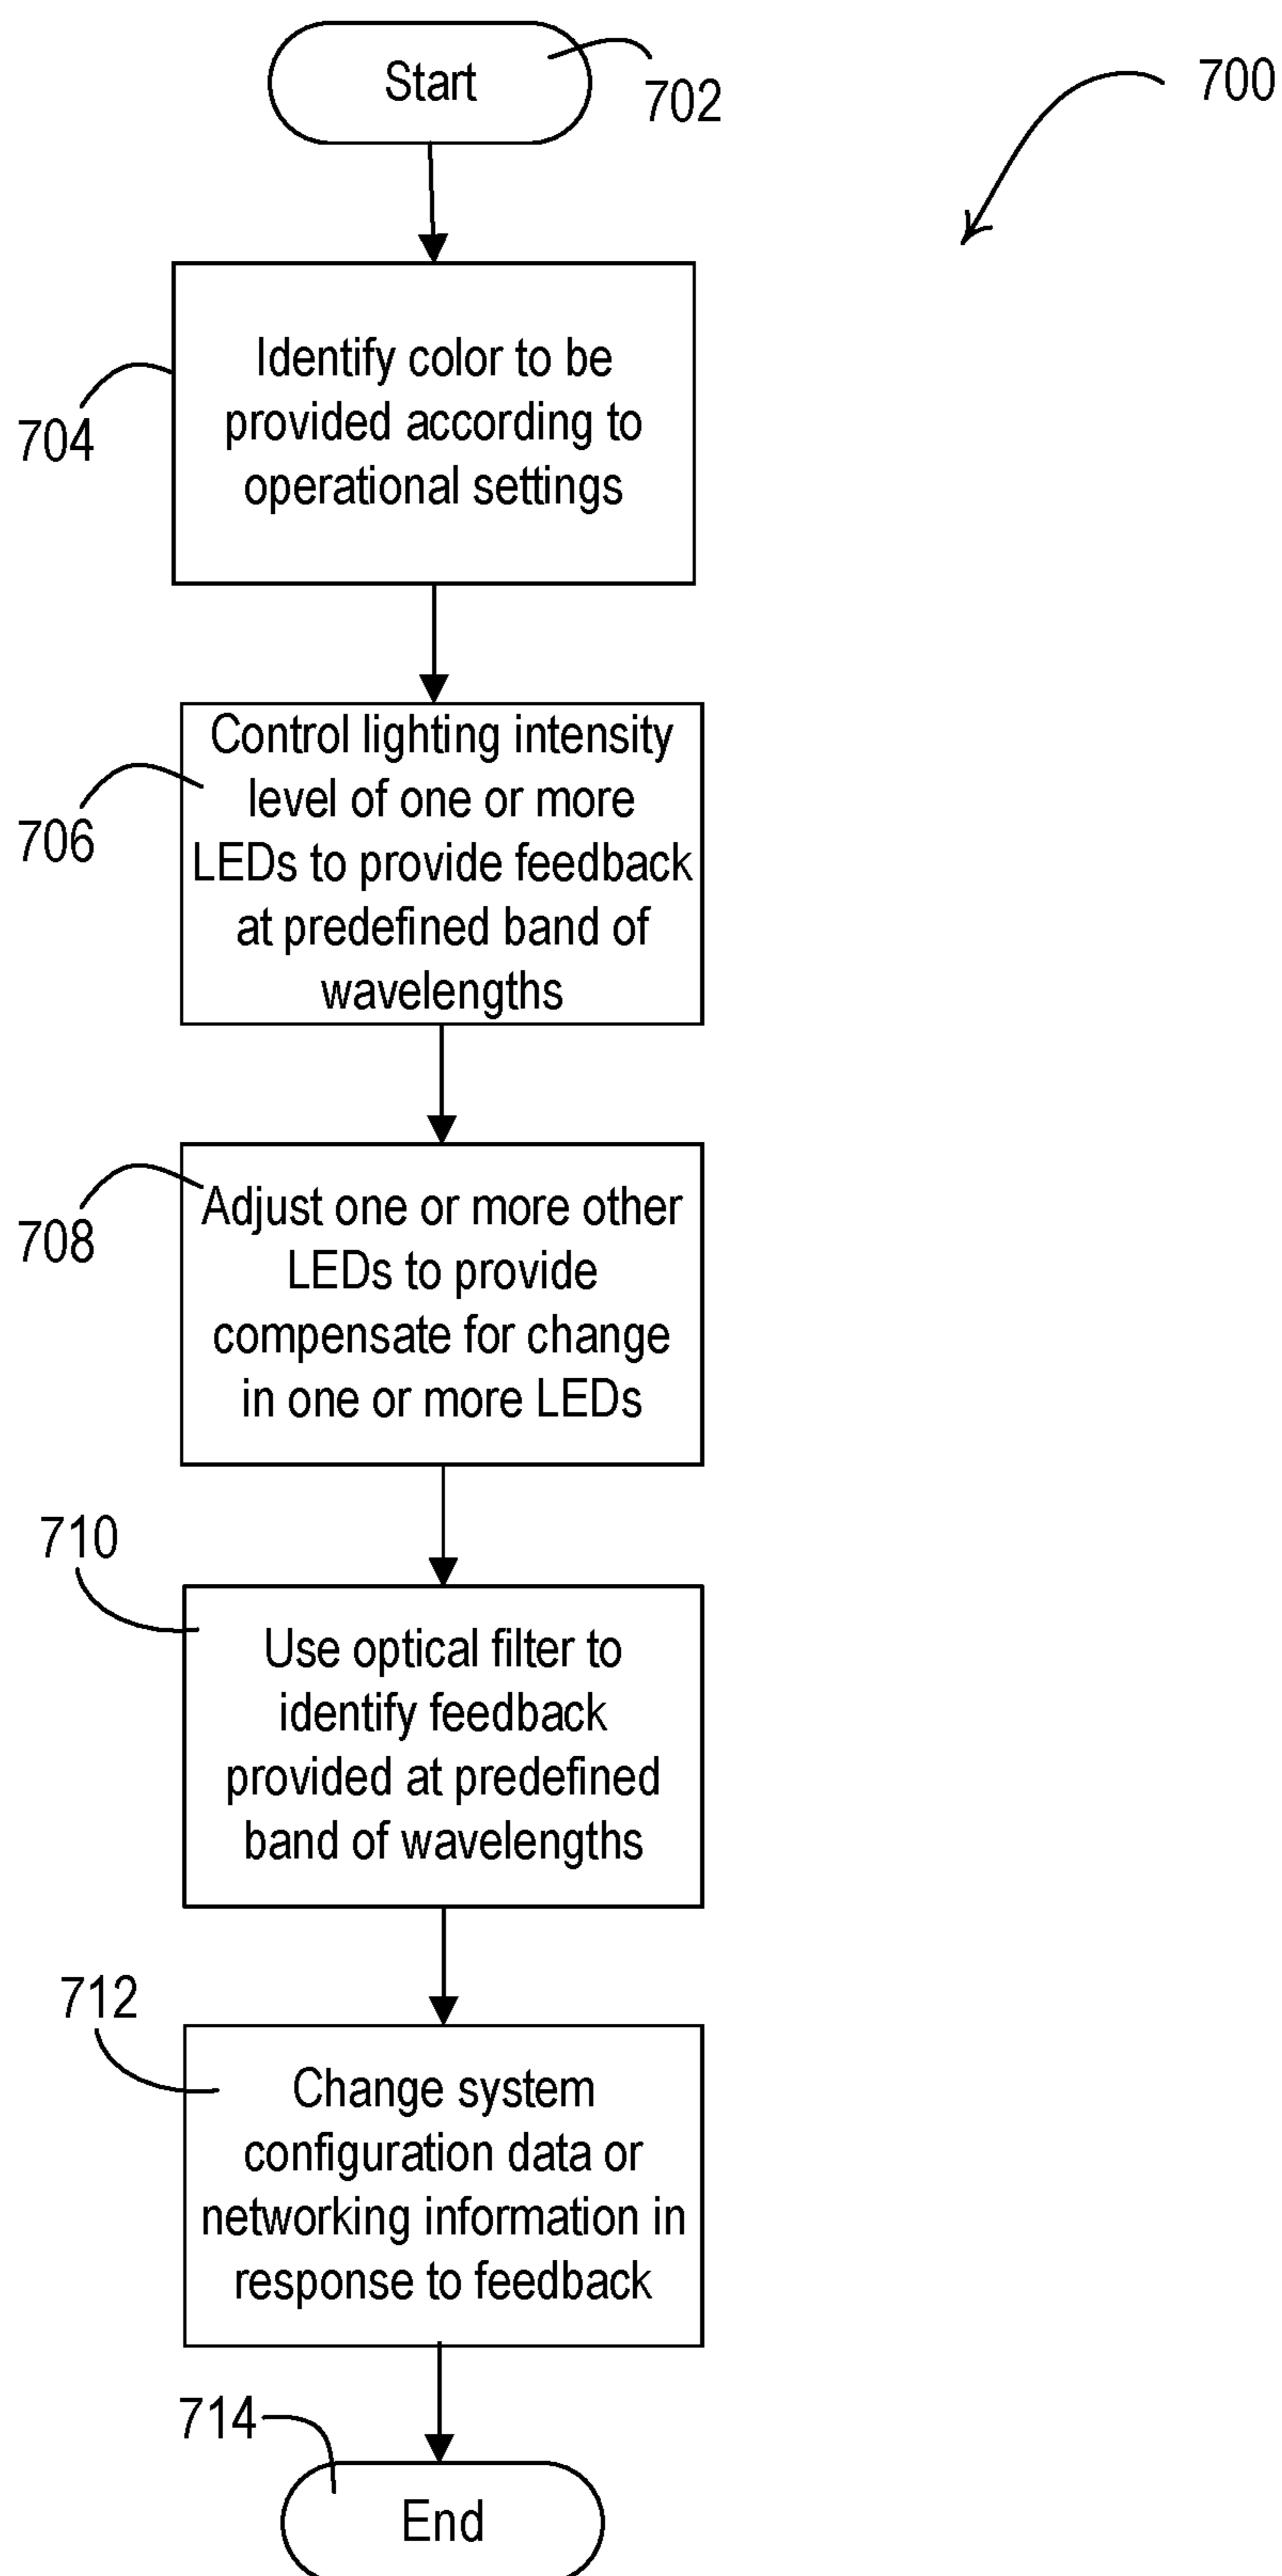 Start
702
700
Identify color to be
provided according to
operational settings
704
Control lighting intensity
level of one or more
LEDs to provide feedback
at predefined band of
wavelengths
706
Adjust one or more other
LEDs to provide
compensate for change
in one or more LEDs
708
710
Use optical filter to
identify feedback
provided at predefined
band of wavelengths
712
Change system
configuration data or
networking information in
response to feedback
714
End